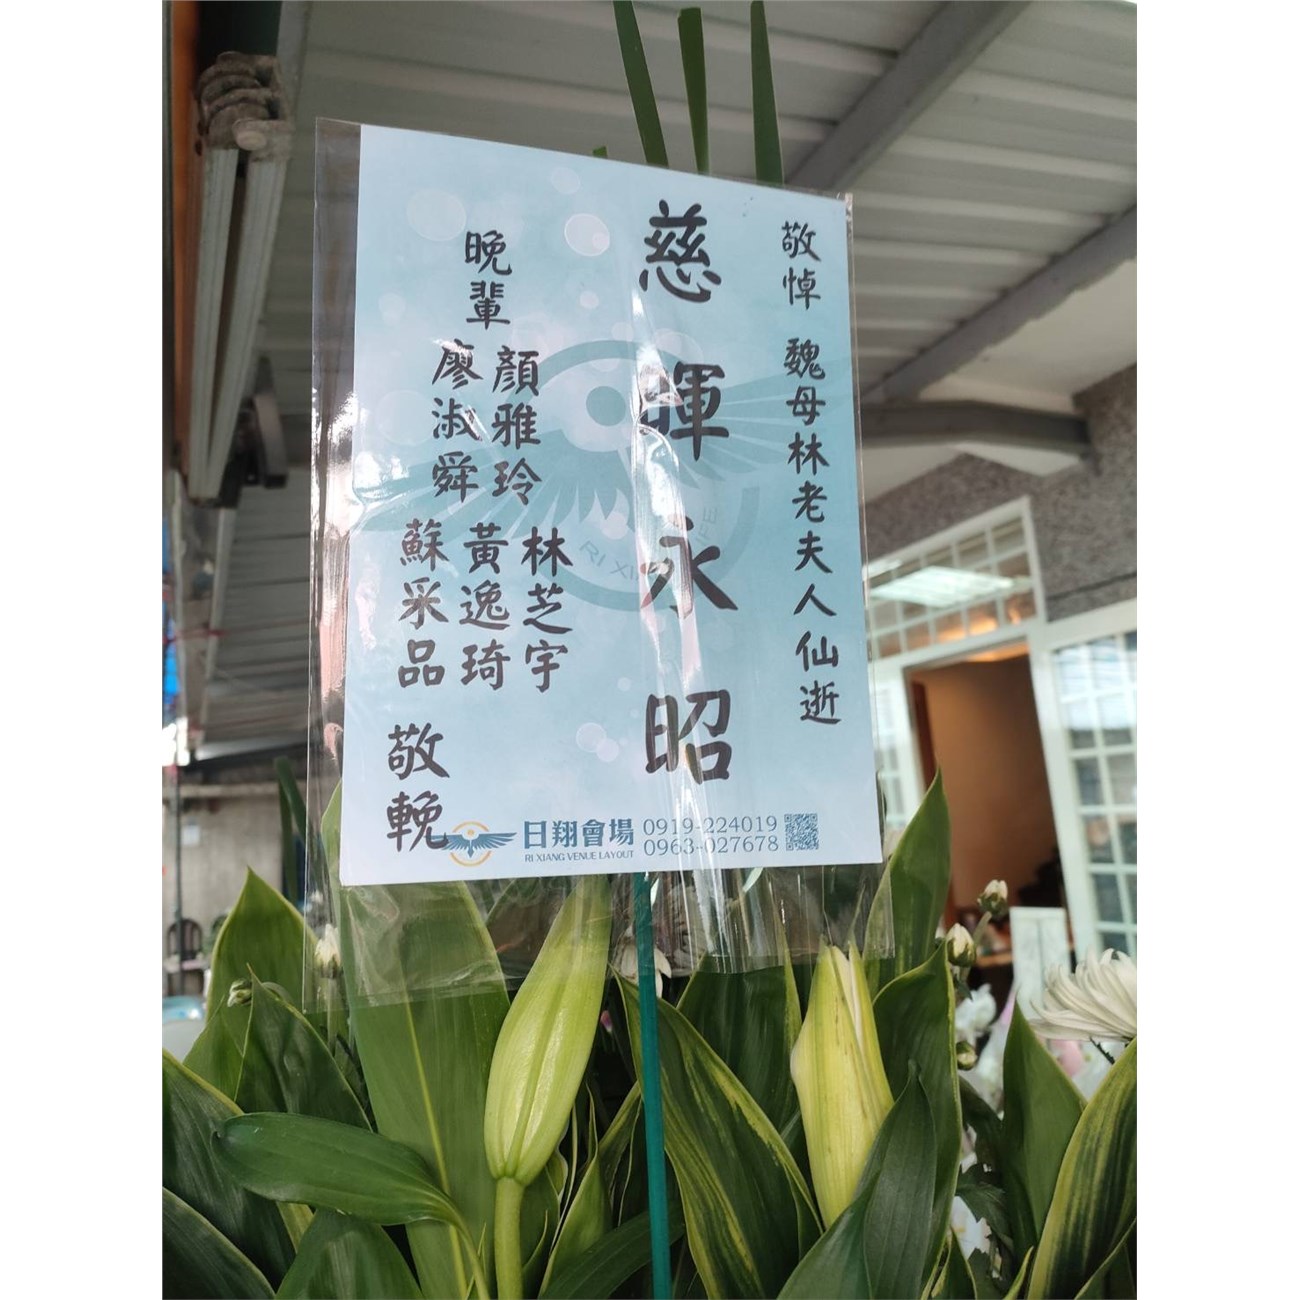 敬悼 魏母林老夫人仙逝
慈暉永昭
晚輩
顏雅玲
廖淑舜
林芝宇
黃逸琦
蘇采品
敬輓
日翔會場
RI XIANG VENUE LAYOUT
0919-224019
0963-027678